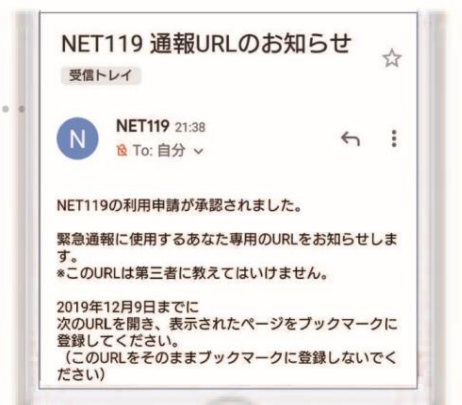 NET119 通報URLのお知らせ
受信トレイ
N
NET119 21:38
To: 自分
NET119の利用申請が承認されました。
緊急通報に使用するあなた専用のURLをお知らせしま
す。
*このURLは第三者に教えてはいけません。
2019年12月9日までに
次のURLを開き、表示されたページをブックマークに
登録してください。
（このURLをそのままブックマークに登録しないでく
ださい）